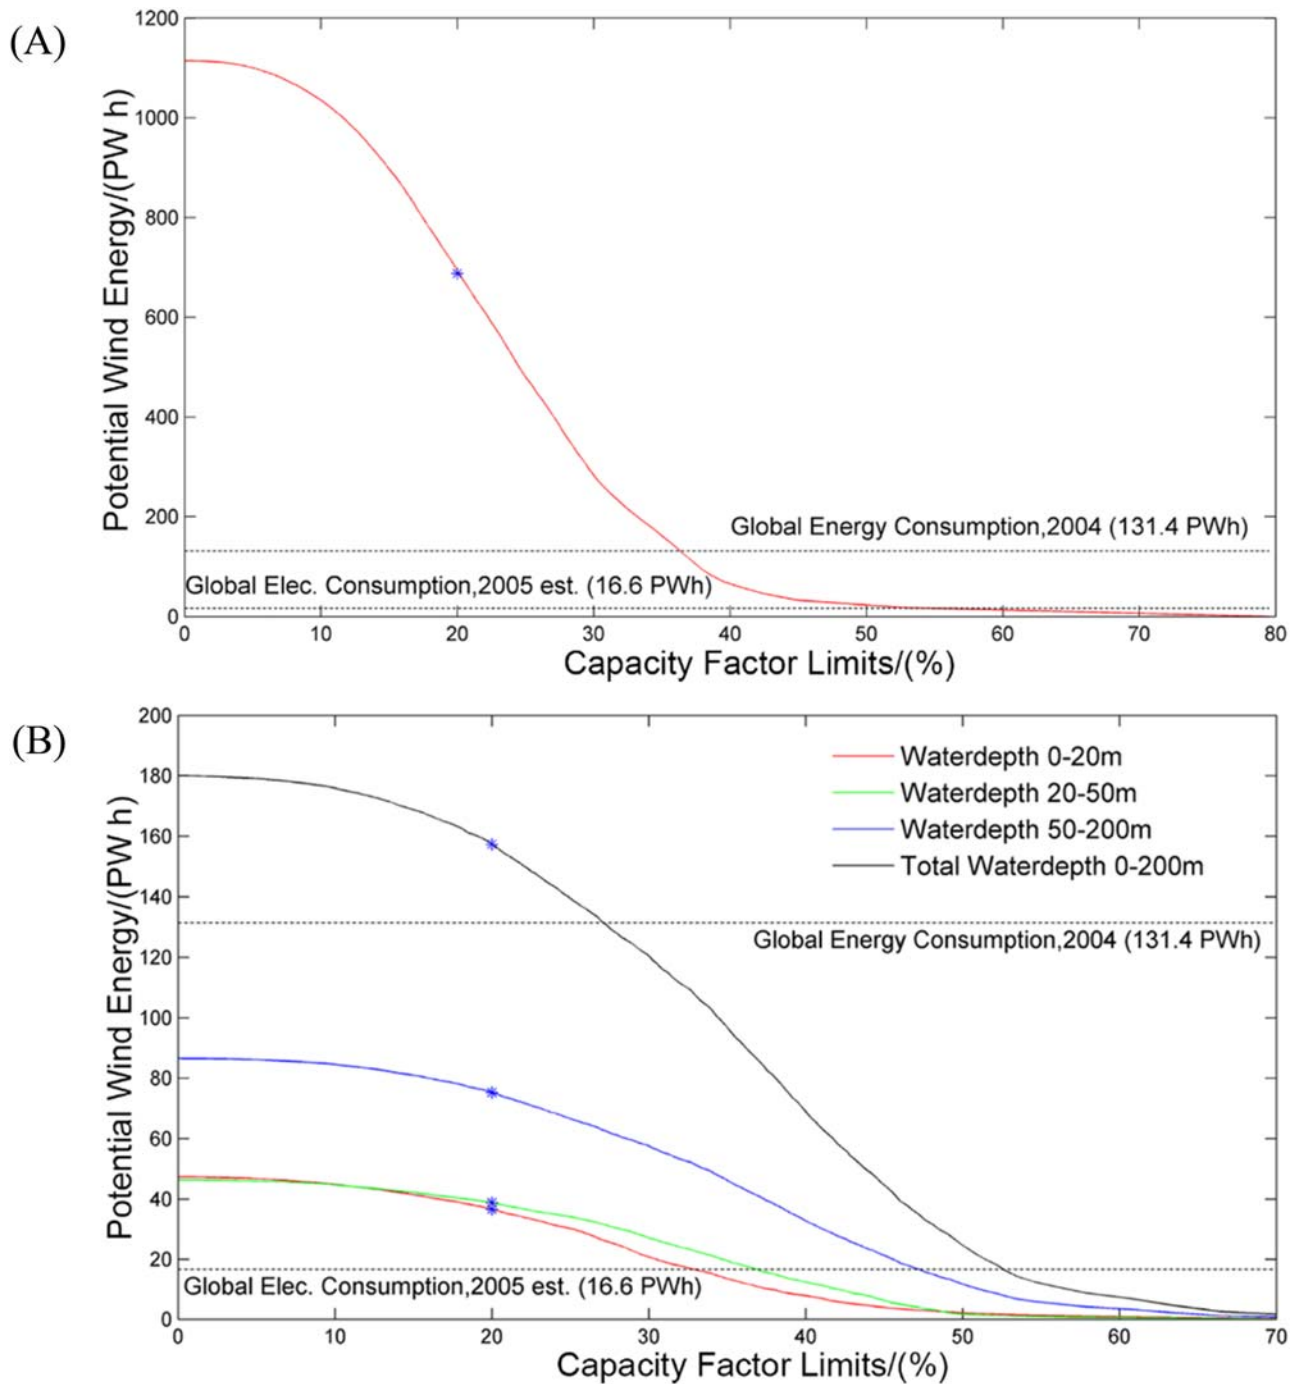 (A)
1200
1000
800
600
400
200
0
Potential Wind Energy/(PW h)
Global Energy Consumption,2004 (131.4 PWh)
Global Elec. Consumption,2005 est. (16.6 PWh)
0 10 20 30 40 50 60 70 80
Capacity Factor Limits/(%)
(B)
200
180
160
140
120
100
80
60
40
20
0
Potential Wind Energy/(PW h)
Waterdepth 0-20m
Waterdepth 20-50m
Waterdepth 50-200m
Total Waterdepth 0-200m
Global Energy Consumption,2004 (131.4 PWh)
Global Elec. Consumption,2005 est. (16.6 PWh)
0 10 20 30 40 50 60 70
Capacity Factor Limits/(%)